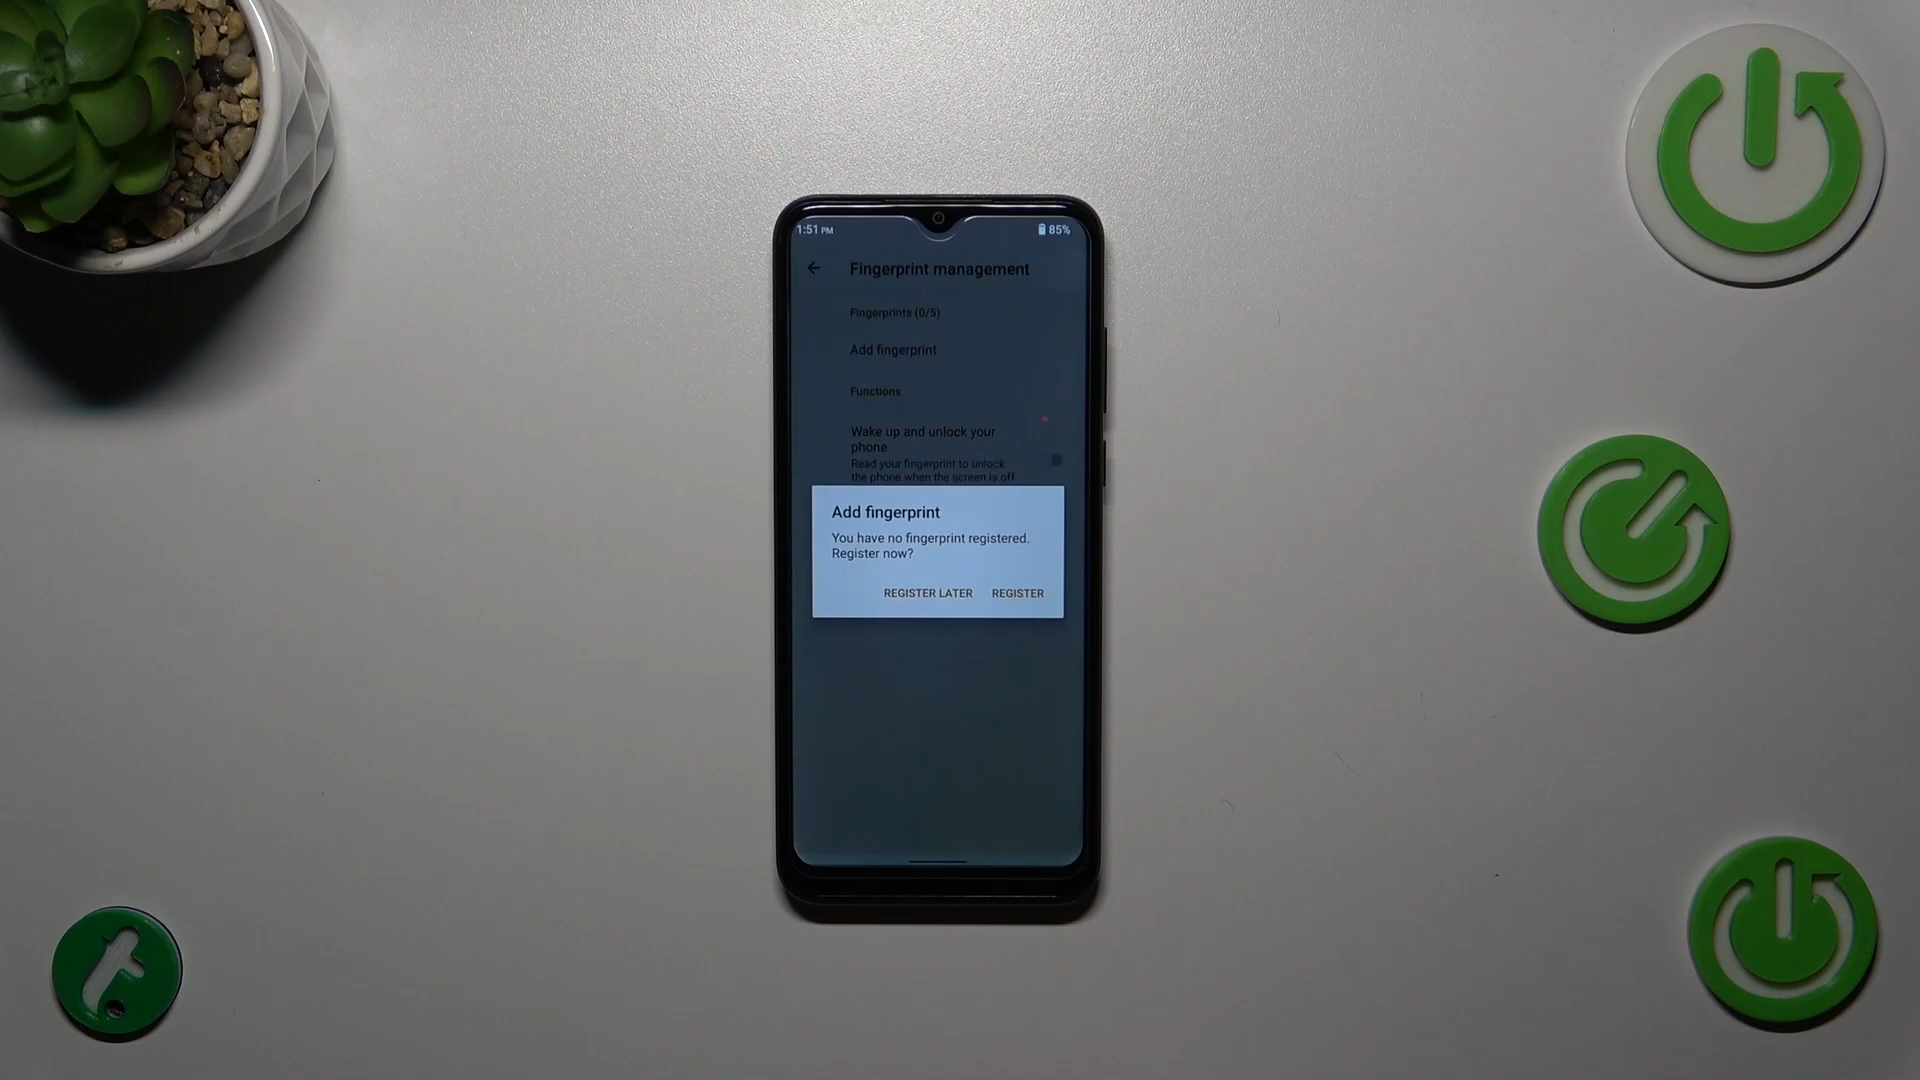 1:51 PM
85%
Fingerprint management
Fingerprints (0/5)
Add fingerprint
Functions
Wake up and unlock your
phone
Read your fingerprint to unlock
the phone when the screen is off
Add fingerprint
You have no fingerprint registered.
Register now?
REGISTER LATER REGISTER